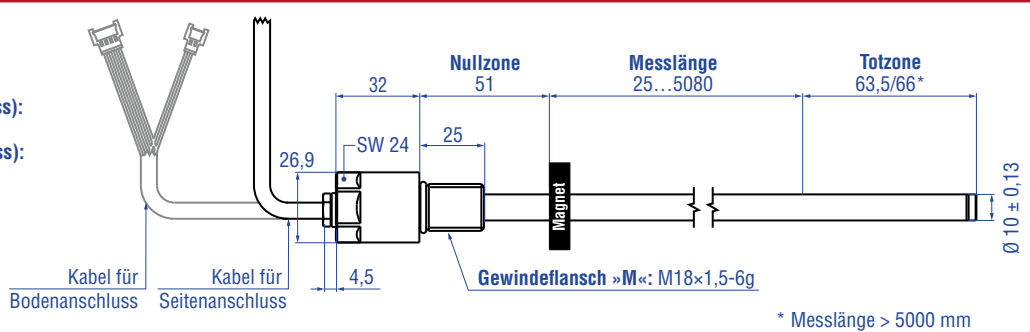 Nullzone
Messlänge
Totzone
32
51
25…5080
63,5/66*
ss):
ss):
SW 24
25
26,9
Magnet
Ø 10 ± 0,13
Kabel für
Bodenanschluss
Kabel für
Seitenanschluss
4,5
Gewindeflansch »M«: M18×1,5-6g
* Messlänge > 5000 mm